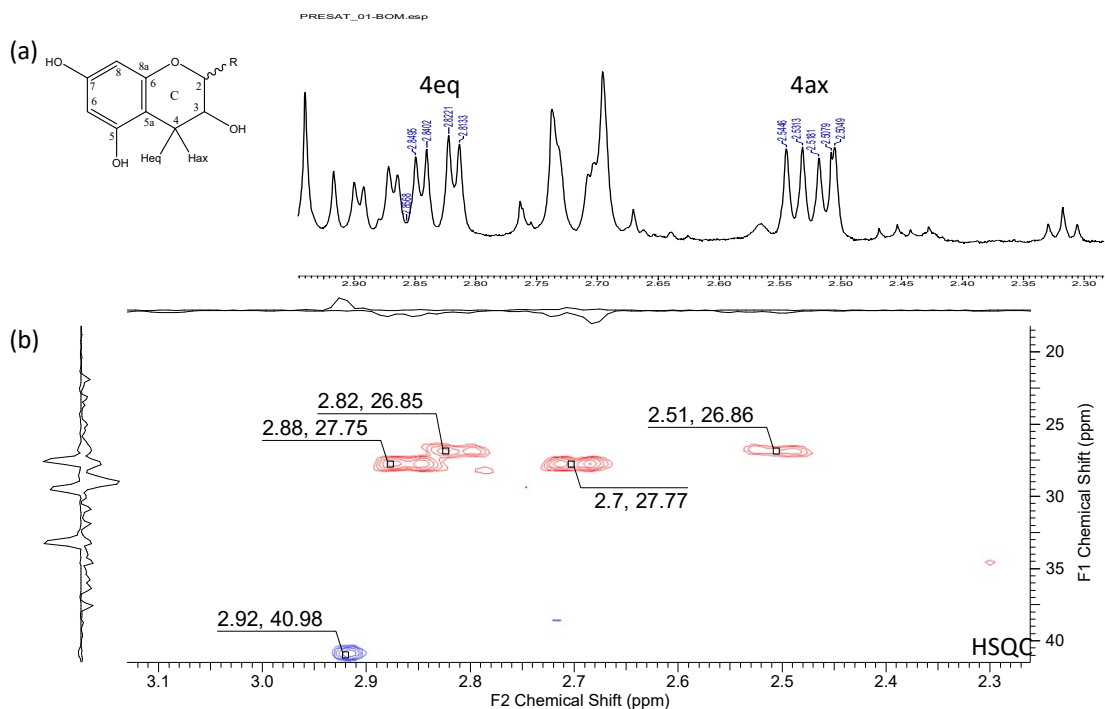 PRESAT_01-BOM.esp
(a)
HO
8
8a
O
R
7
6
2
C
6
5a
4
3
OH
5
OH
Heq
Hax
4eq
4ax
2.8568
2.8495
2.8402
2.8221
2.8133
2.5446
2.5313
2.5181
2.5079
2.5049
2.90 2.85 2.80 2.75 2.70 2.65 2.60 2.55 2.50 2.45 2.40 2.35 2.30
(b)
2.82, 26.85
2.88, 27.75
2.51, 26.86
2.7, 27.77
2.92, 40.98
HSQC
20
25
30
35
40
F1 Chemical Shift (ppm)
3.1 3.0 2.9 2.8 2.7 2.6 2.5 2.4 2.3
F2 Chemical Shift (ppm)